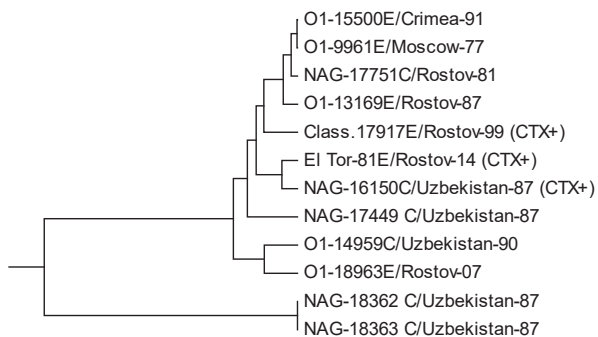 O1-15500E/Crimea-91
O1-9961E/Moscow-77
NAG-17751C/Rostov-81
O1-13169E/Rostov-87
Class.17917E/Rostov-99 (CTX+)
El Tor-81E/Rostov-14 (CTX+)
NAG-16150C/Uzbekistan-87 (CTX+)
NAG-17449 C/Uzbekistan-87
O1-14959C/Uzbekistan-90
O1-18963E/Rostov-07
NAG-18362 C/Uzbekistan-87
NAG-18363 C/Uzbekistan-87